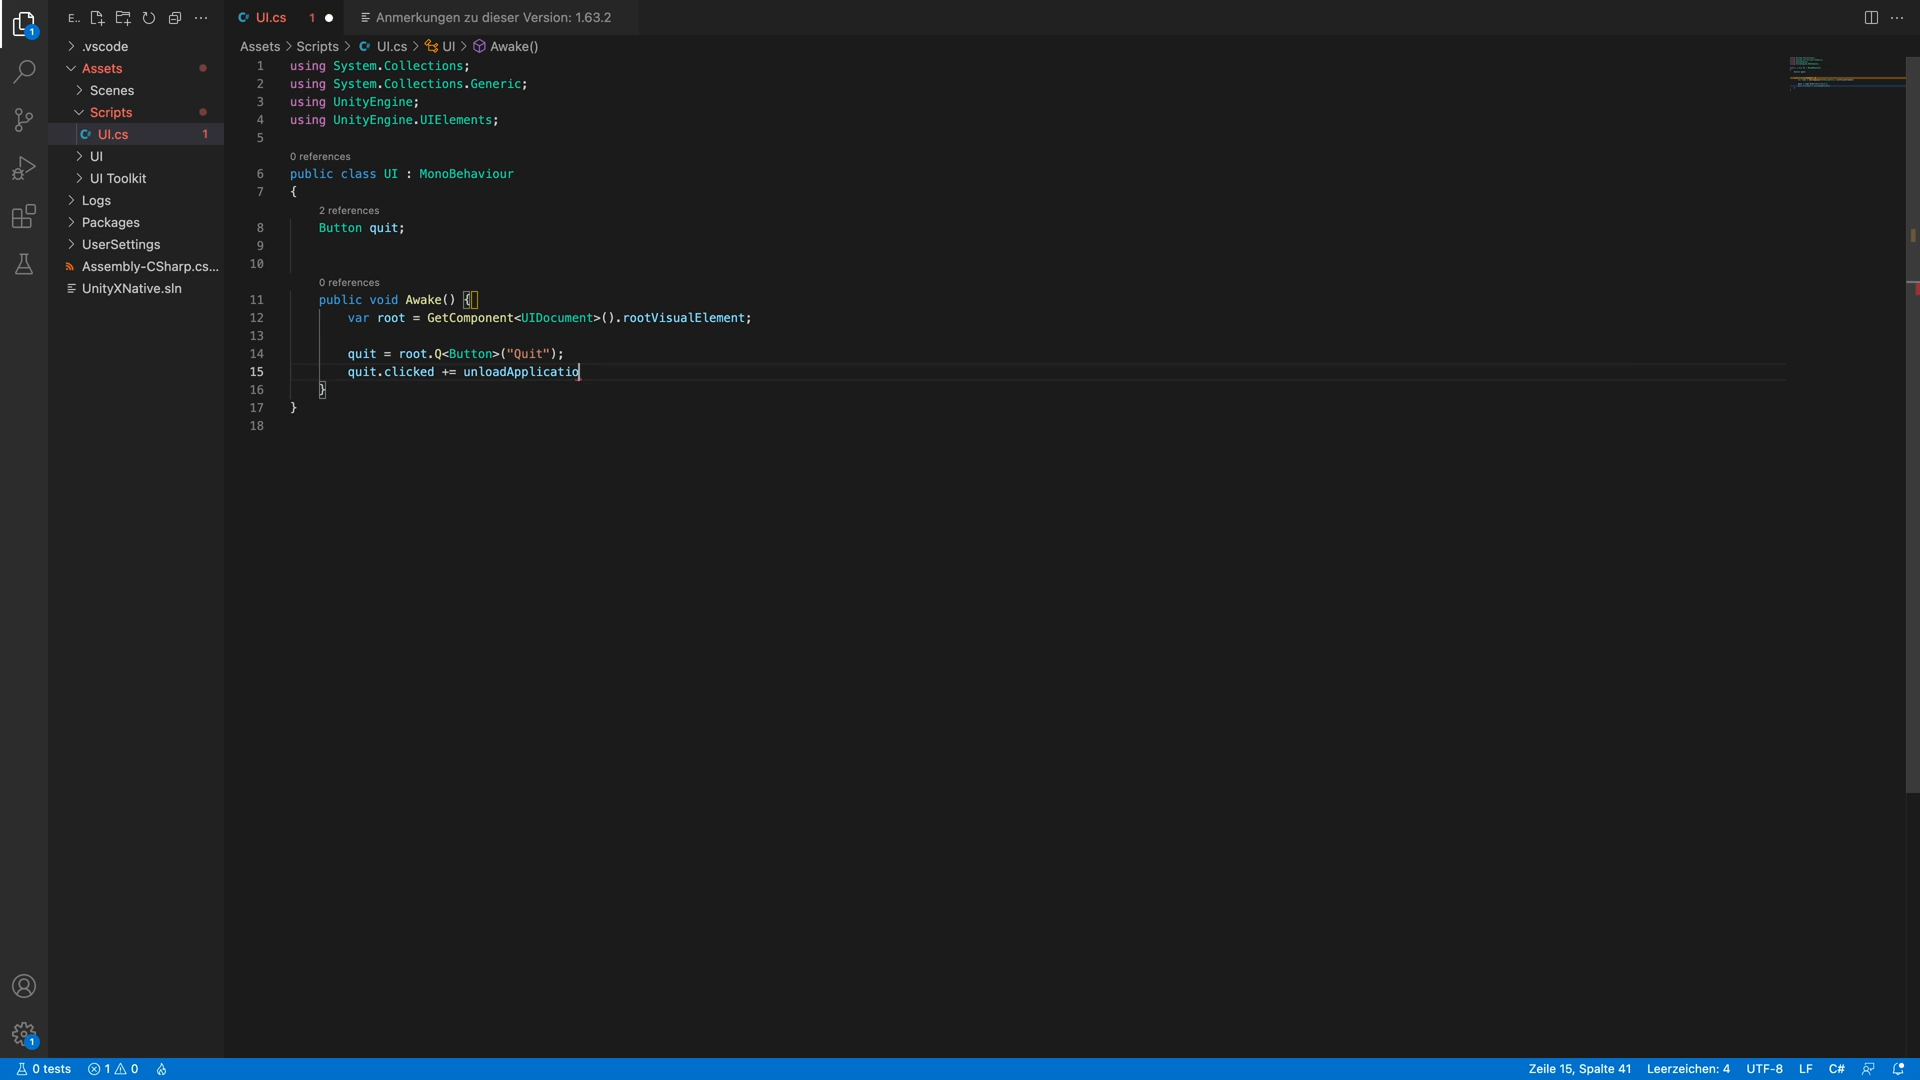 E..
UI.cs 1
Anmerkungen zu dieser Version: 1.63.2
1
.vscode
Assets
Scenes
Scripts
UI.cs 1
UI
UI Toolkit
Logs
Packages
UserSettings
Assembly-CSharp.cs...
UnityXNative.sln
Assets > Scripts > UI.cs > UI > Awake()
1 using System.Collections;
2 using System.Collections.Generic;
3 using UnityEngine;
4 using UnityEngine.UIElements;
5
0 references
6 public class UI : MonoBehaviour
7 {
2 references
8 Button quit;
9
10
0 references
11 public void Awake() {
12 var root = GetComponent<UIDocument>().rootVisualElement;
13
14 quit = root.Q<Button>("Quit");
15 quit.clicked += unloadApplicatio
16 }
17 }
18
1
0 tests 1 0 Zeile 15, Spalte 41 Leerzeichen: 4 UTF-8 LF C#